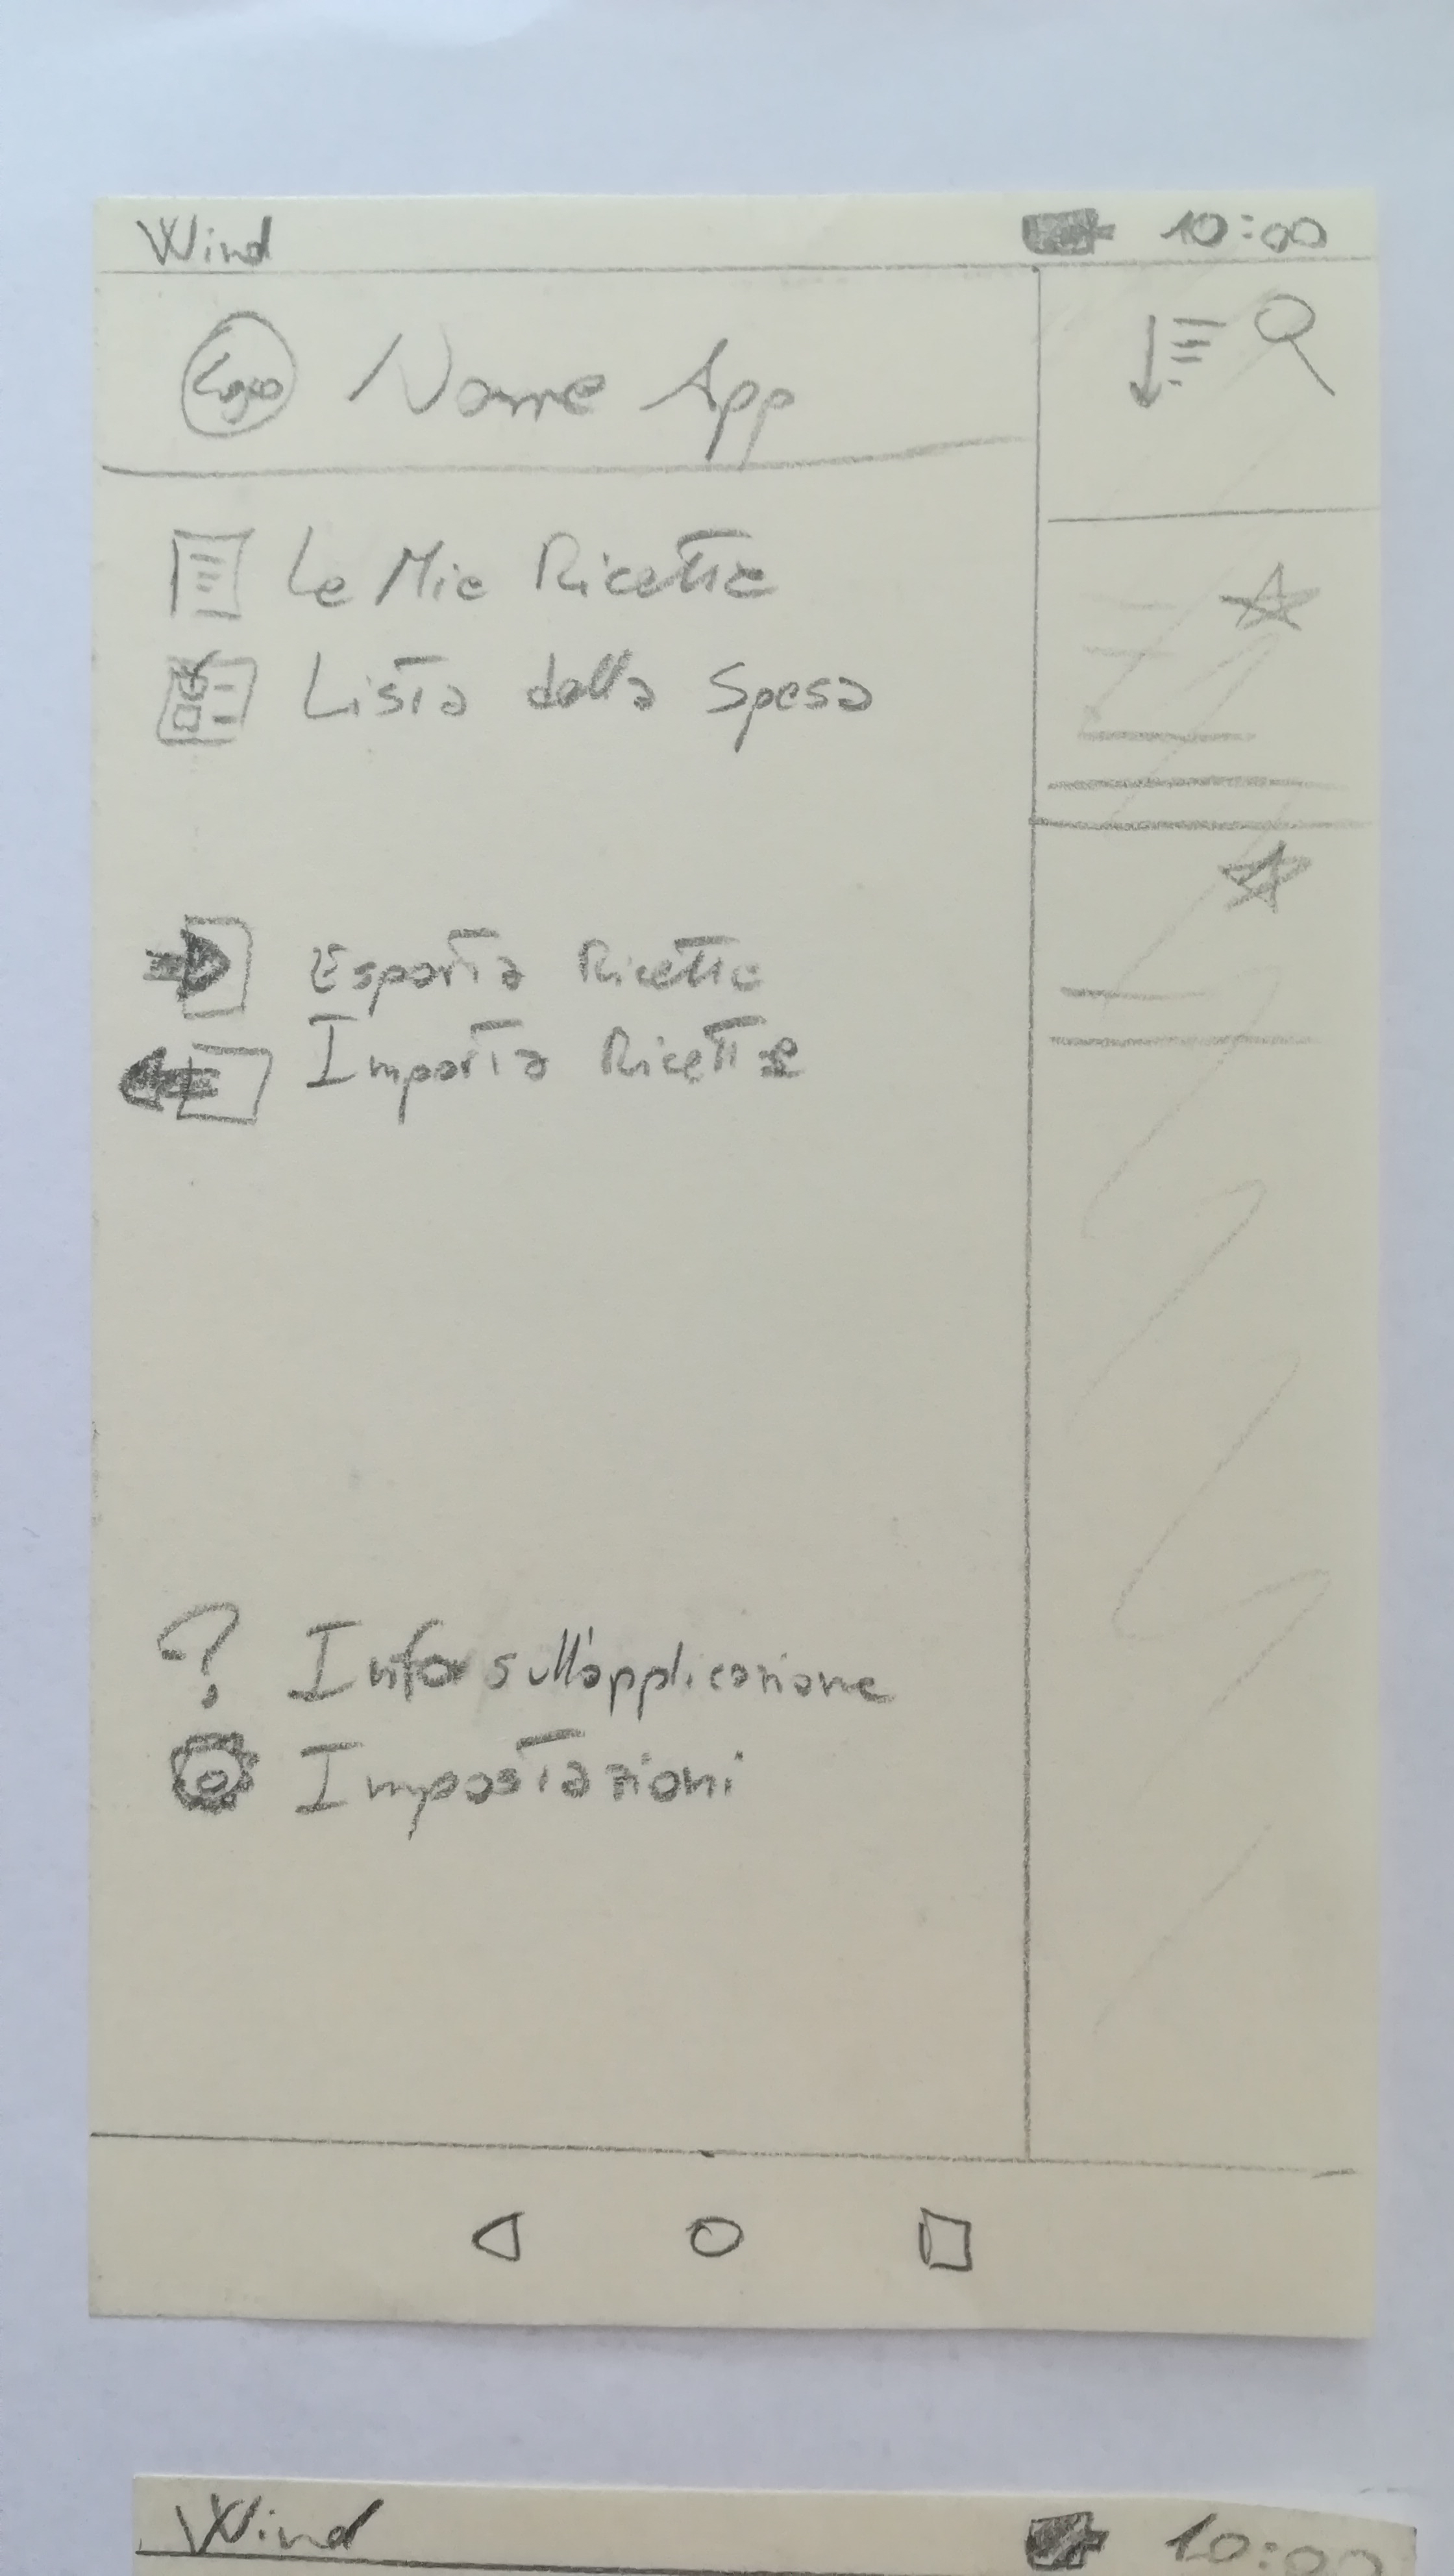 Wind 10:00
Logo Nome App
Le Mie Ricette
Lista della Spesa
Esporta Ricette
Importa Ricette
? Info sull'applicazione
Impostazioni
Wind 10:00